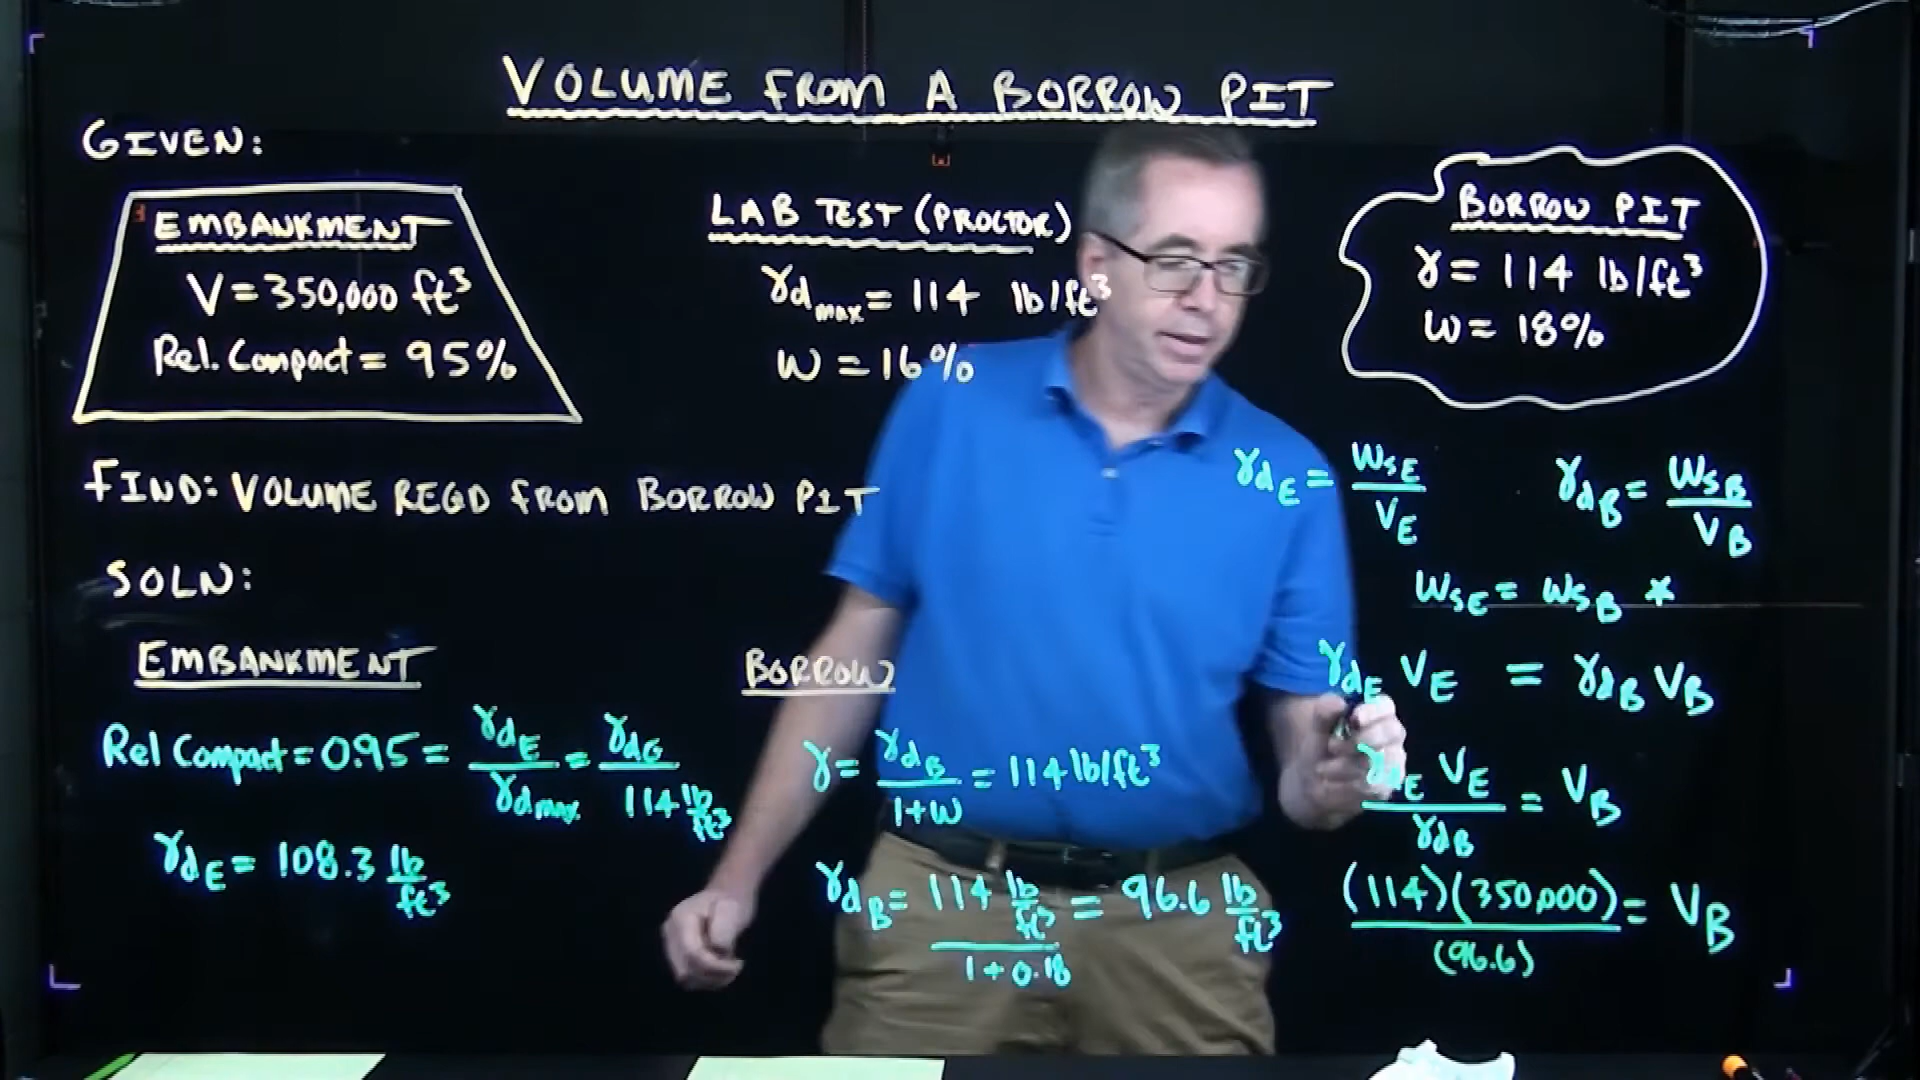 VOLUME FROM A BORROW PIT
GIVEN:
EMBANKMENT
V = 350,000 ft³
Rel. Compact = 95%
LAB TEST (PROCTOR)
γd max = 114 lb/ft³
w = 16%
BORROW PIT
γ = 114 lb/ft³
w = 18%
FIND: VOLUME REQD FROM BORROW PIT
SOLN:
EMBANKMENT
Rel Compact = 0.95 = γdE / γdmax = γdE / 114 lb/ft³
γdE = 108.3 lb/ft³
BORROW
γ = γdB / 1+w = 114 lb/ft³
γdB = 114 lb/ft³ / 1+0.18 = 96.6 lb/ft³
γdE = WSE / VE
γdB = WSB / VB
WSE = WSB *
γdE VE = γdB VB
γdE VE / γdB = VB
(114)(350,000) / (96.6) = VB